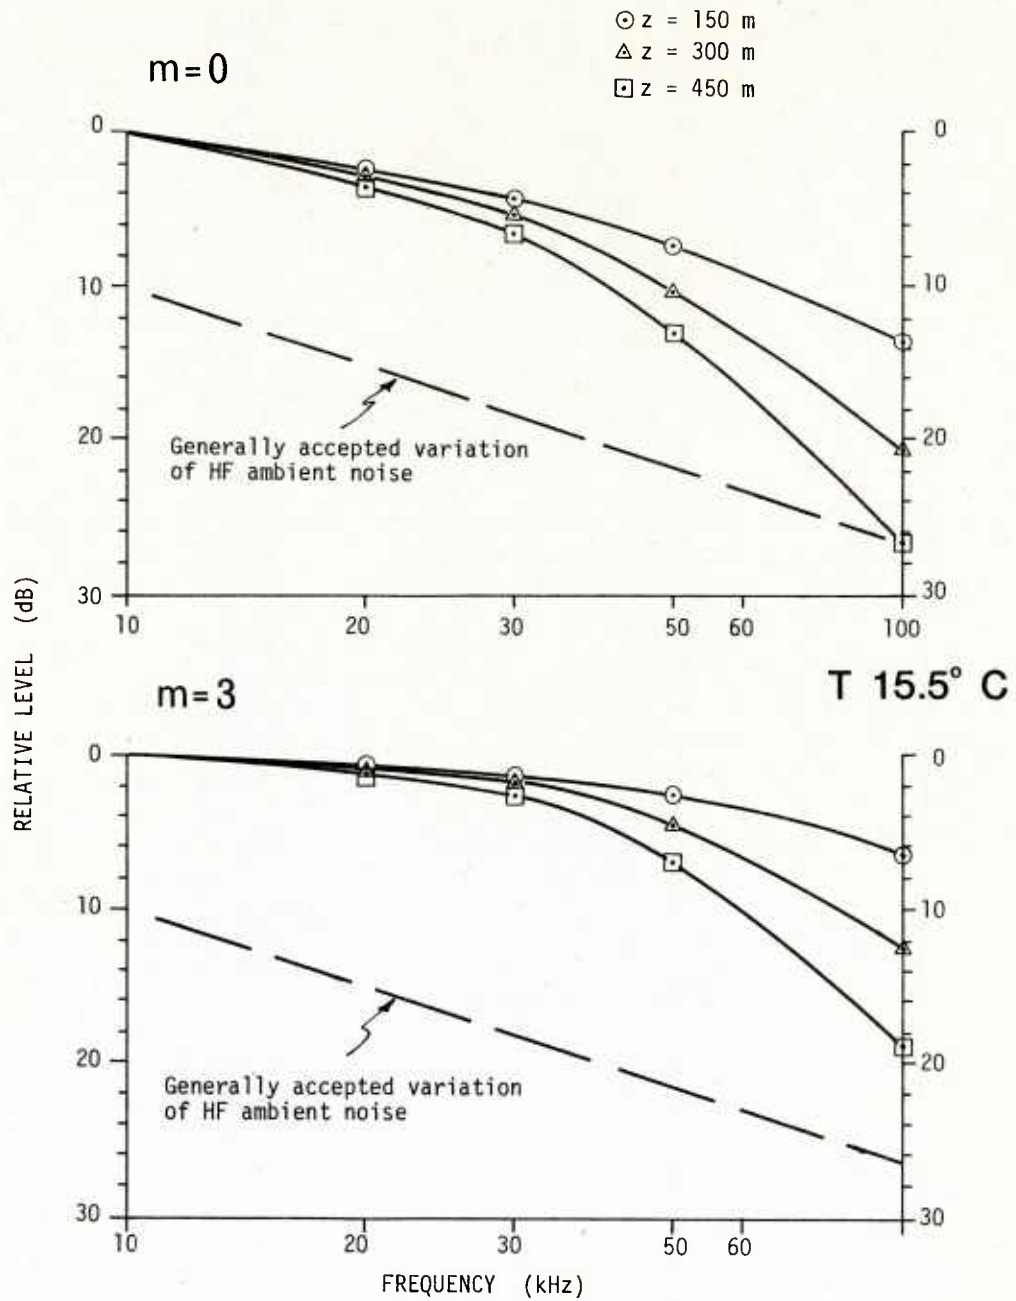 z = 150 m
z = 300 m
z = 450 m
m=0
0
10
20
30
0
10
20
30
Generally accepted variation
of HF ambient noise
10
20
30
50
60
100
RELATIVE LEVEL (dB)
m=3
T 15.5° C
0
10
20
30
0
10
20
30
Generally accepted variation
of HF ambient noise
10
20
30
50
60
FREQUENCY (kHz)